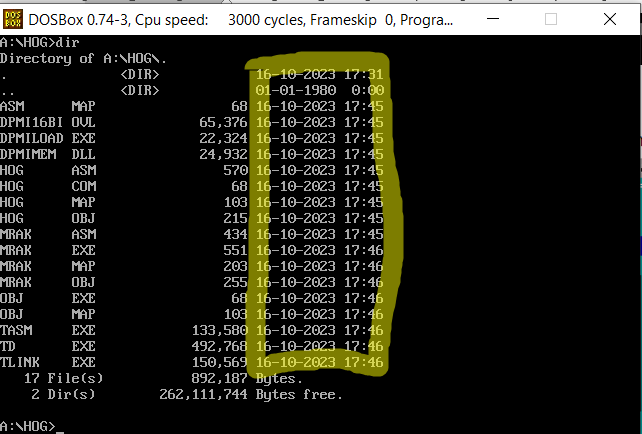 DOS BOX
DOSBox 0.74-3, Cpu speed:    3000 cycles, Frameskip  0, Progra...
A:\HOG>dir
Directory of A:\HOG\.
.              <DIR>            16-10-2023 17:31
..             <DIR>            01-01-1980  0:00
ASM      MAP                 68 16-10-2023 17:45
DPMI16BI OVL             65,376 16-10-2023 17:45
DPMILOAD EXE             22,324 16-10-2023 17:45
DPMIMEM  DLL             24,932 16-10-2023 17:45
HOG      ASM                570 16-10-2023 17:45
HOG      COM                 68 16-10-2023 17:45
HOG      MAP                103 16-10-2023 17:45
HOG      OBJ                215 16-10-2023 17:45
MRAK     ASM                434 16-10-2023 17:45
MRAK     EXE                551 16-10-2023 17:46
MRAK     MAP                203 16-10-2023 17:46
MRAK     OBJ                255 16-10-2023 17:46
OBJ      EXE                 68 16-10-2023 17:46
OBJ      MAP                103 16-10-2023 17:46
TASM     EXE            133,580 16-10-2023 17:46
TD       EXE            492,768 16-10-2023 17:46
TLINK    EXE            150,569 16-10-2023 17:46
   17 File(s)           892,187 Bytes.
    2 Dir(s)        262,111,744 Bytes free.
A:\HOG>_